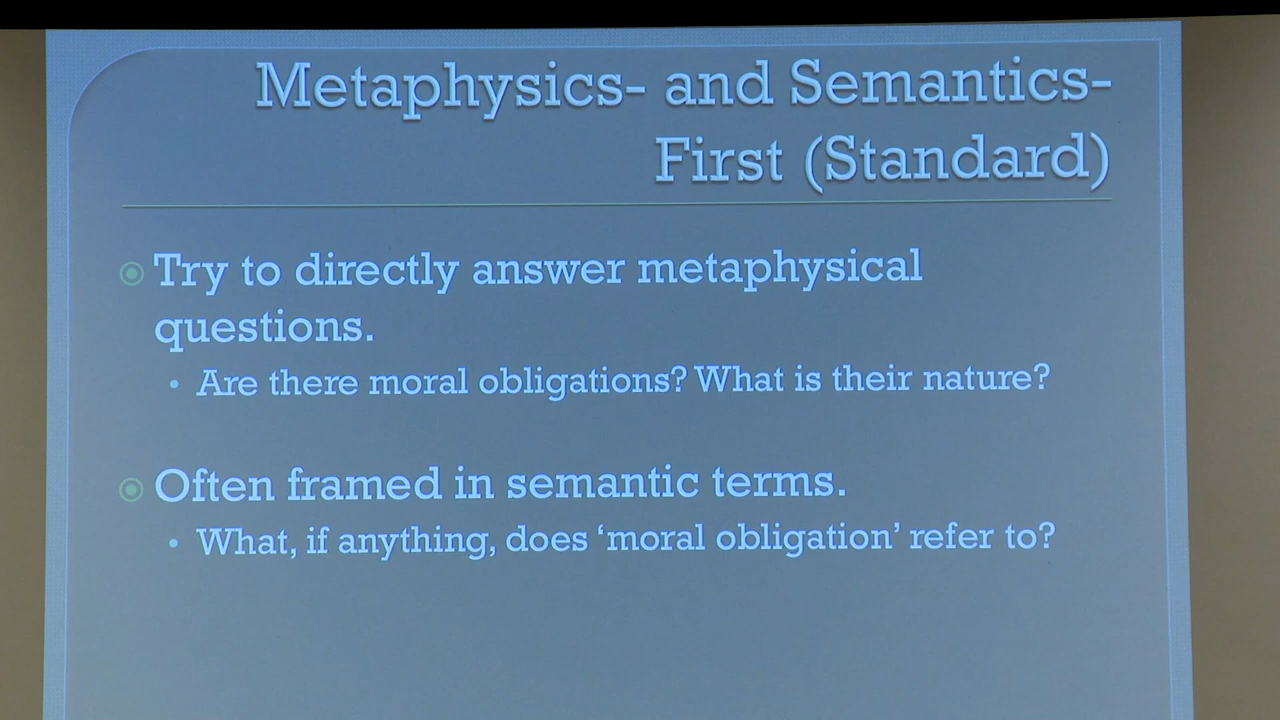 Metaphysics- and Semantics-
First (Standard)
Try to directly answer metaphysical
questions.
Are there moral obligations? What is their nature?
Often framed in semantic terms.
What, if anything, does ‘moral obligation’ refer to?